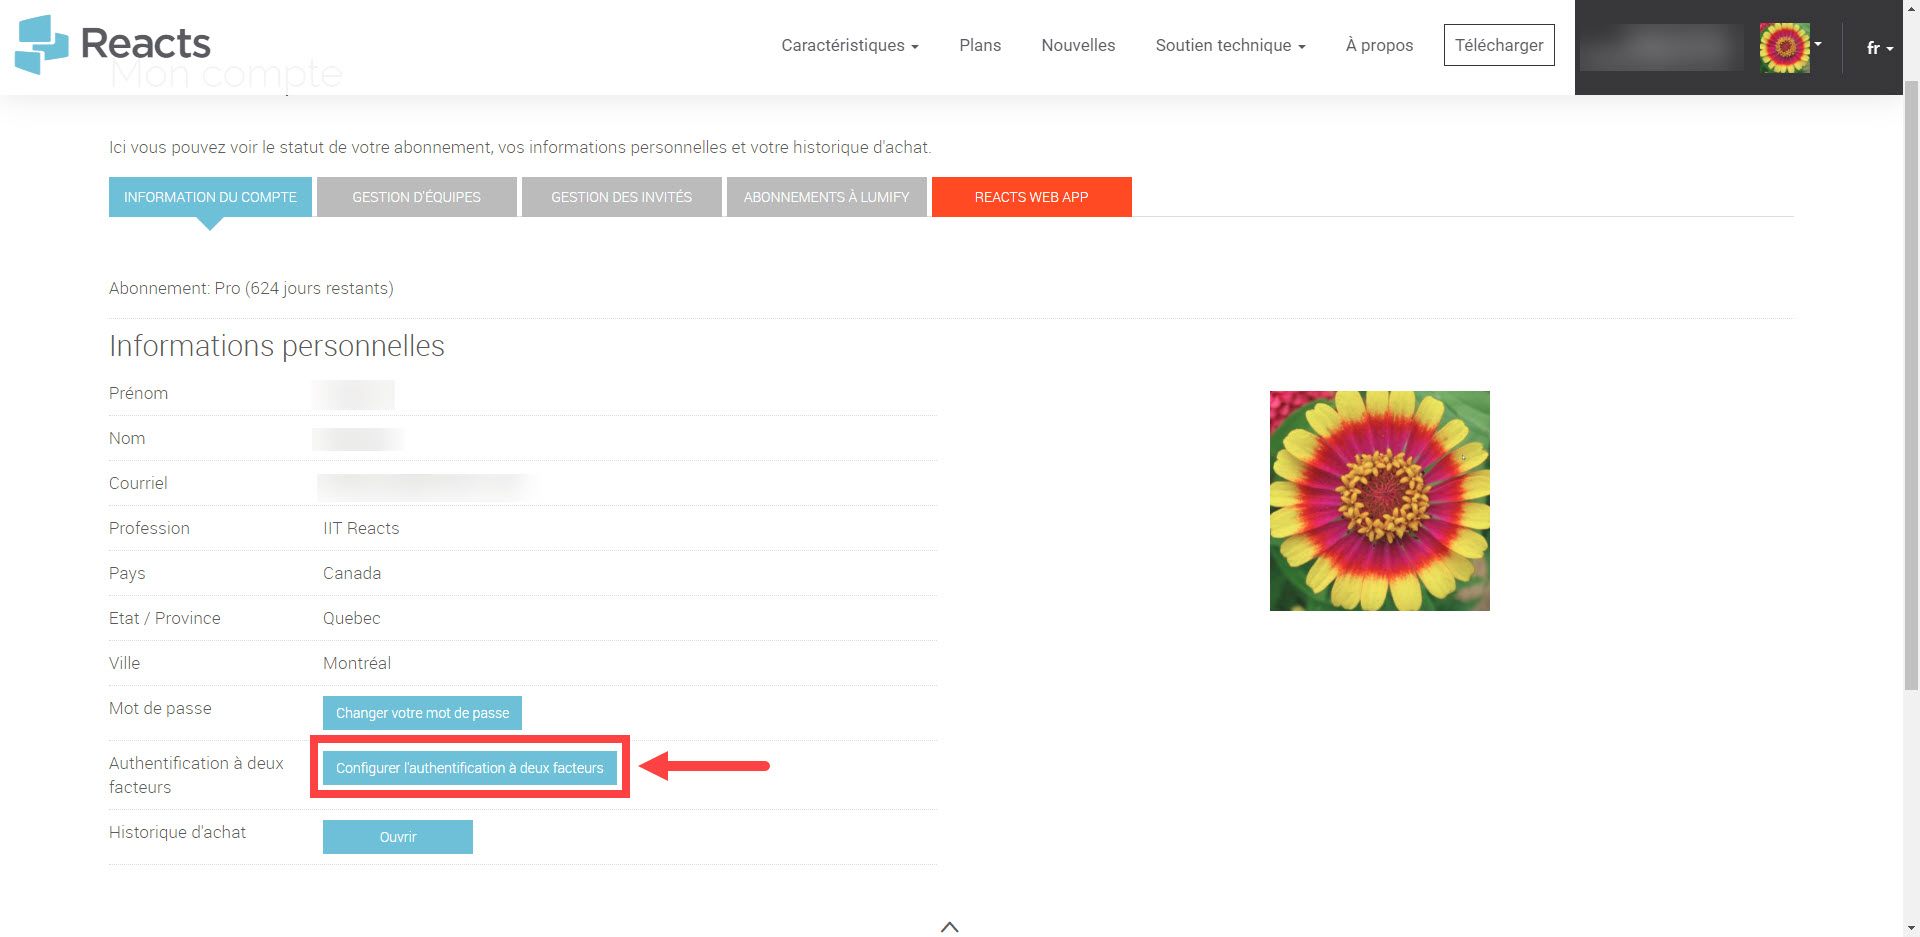 Reacts
Caractéristiques
Plans
Nouvelles
Soutien technique
À propos
Télécharger
fr
Mon compte
Ici vous pouvez voir le statut de votre abonnement, vos informations personnelles et votre historique d'achat.
INFORMATION DU COMPTE
GESTION D'ÉQUIPES
GESTION DES INVITÉS
ABONNEMENTS À LUMIFY
REACTS WEB APP
Abonnement: Pro (624 jours restants)
Informations personnelles
Prénom
Nom
Courriel
Profession IIT Reacts
Pays Canada
Etat / Province Quebec
Ville Montréal
Mot de passe Changer votre mot de passe
Authentification à deux
facteurs
Configurer l'authentification à deux facteurs
Historique d'achat Ouvrir